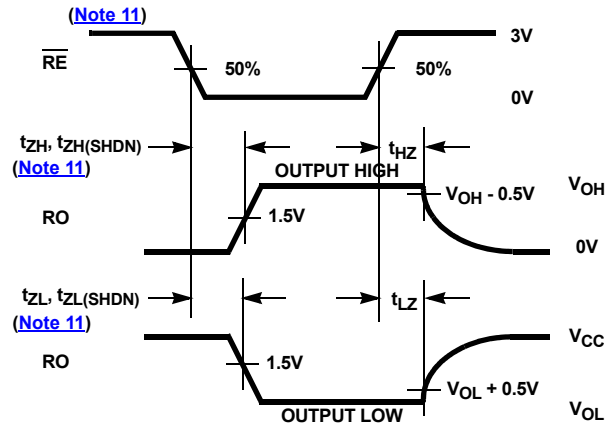 (Note 11)
RE
50%
50%
3V
0V
tZH, tZH(SHDN)
(Note 11)
tHZ
OUTPUT HIGH
VOH - 0.5V
VOH
RO
1.5V
0V
tZL, tZL(SHDN)
(Note 11)
tLZ
RO
1.5V
VCC
VOL + 0.5V
OUTPUT LOW
VOL